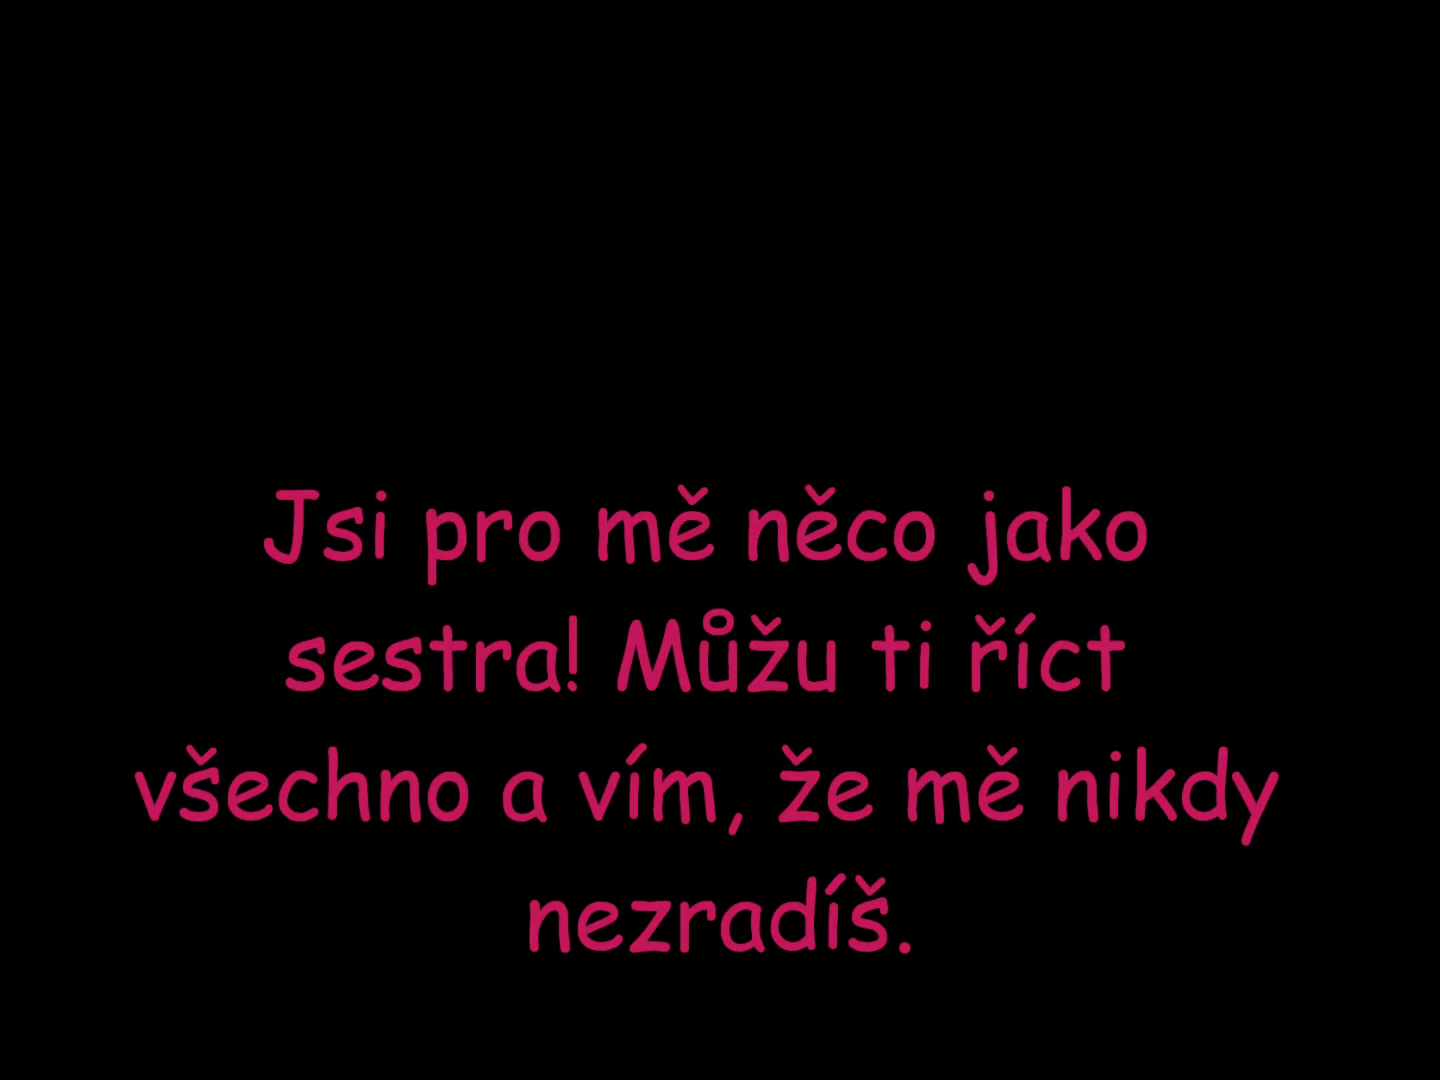 Jsi pro mě něco jako
sestra! Můžu ti říct
všechno a vím, že mě nikdy
nezradíš.